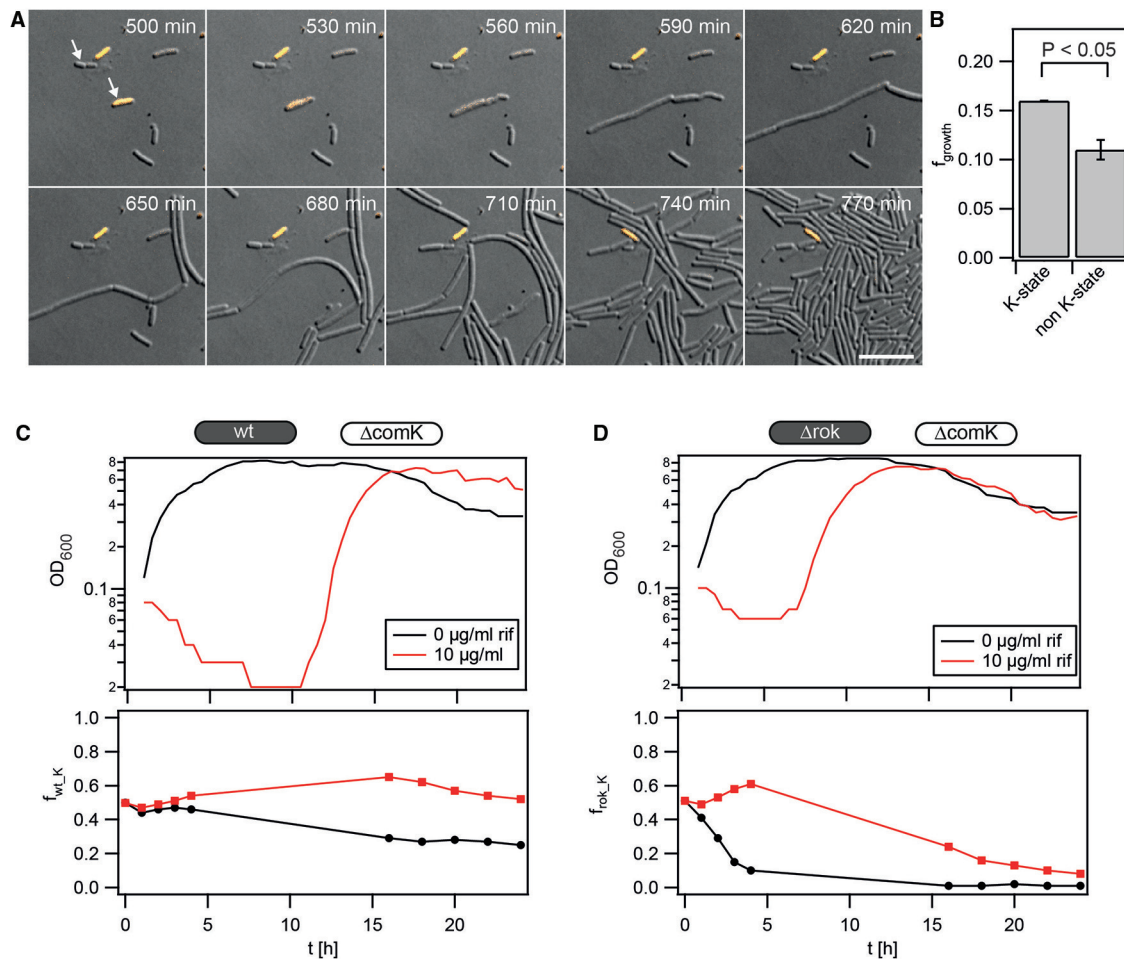 A
500 min
530 min
560 min
590 min
620 min
650 min
680 min
710 min
740 min
770 min
B
P < 0.05
0.20
0.15
0.10
0.05
0.00
f_growth
K-state
non K-state
C
wt
ΔcomK
8
6
4
2
0.1
8
6
4
2
OD600
0 µg/ml rif
10 µg/ml
1.0
0.8
0.6
0.4
0.2
0.0
f_wt_K
0
5
10
15
20
t [h]
D
Δrok
ΔcomK
8
6
4
2
0.1
8
6
4
2
OD600
0 µg/ml rif
10 µg/ml rif
1.0
0.8
0.6
0.4
0.2
0.0
f_rok_K
0
5
10
15
20
t [h]